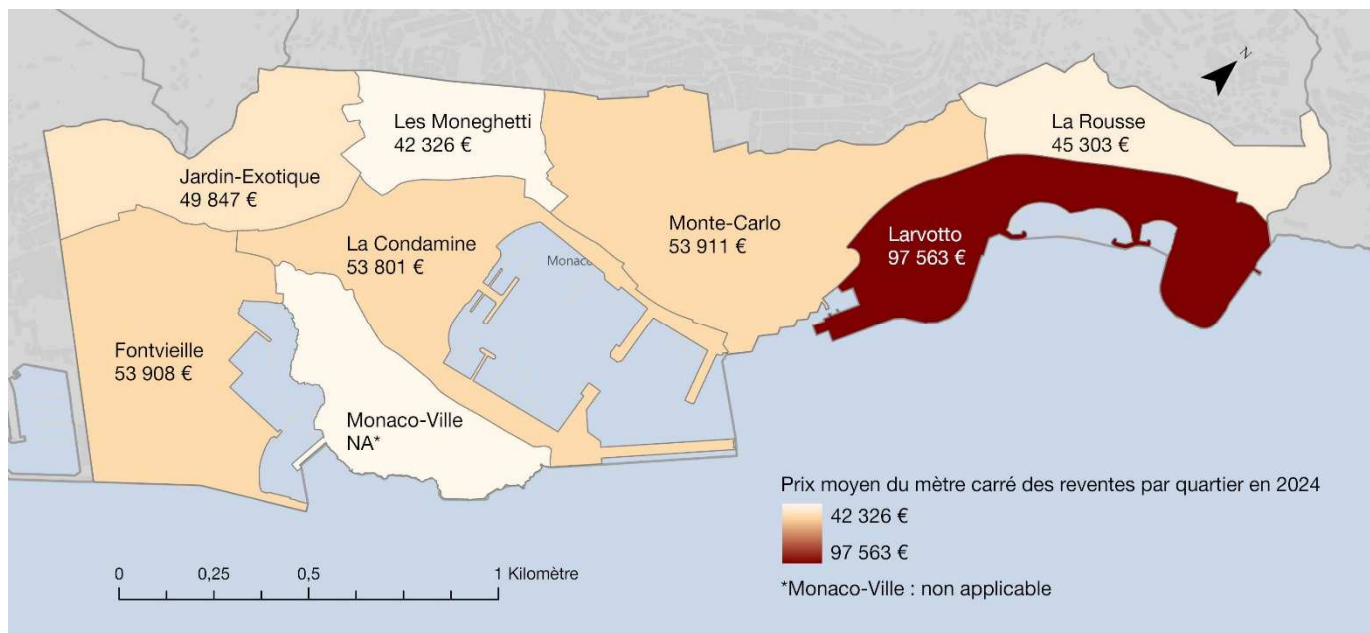 N
Les Moneghetti
42 326 €
La Rousse
45 303 €
Jardin-Exotique
49 847 €
Monte-Carlo
53 911 €
Larvotto
97 563 €
La Condamine
53 801 €
Monaco
Fontvieille
53 908 €
Monaco-Ville
NA*
Prix moyen du mètre carré des reventes par quartier en 2024
42 326 €
97 563 €
*Monaco-Ville : non applicable
0 0,25 0,5 1 Kilomètre